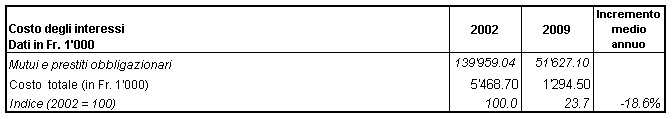 Costo degli interessi
Dati in Fr. 1'000 2002 2009 Incremento medio annuo
Mutui e prestiti obbligazionari 139'959.04 51'627.10
Costo totale (in Fr. 1'000) 5'468.70 1'294.50
Indice (2002 = 100) 100.0 23.7 -18.6%